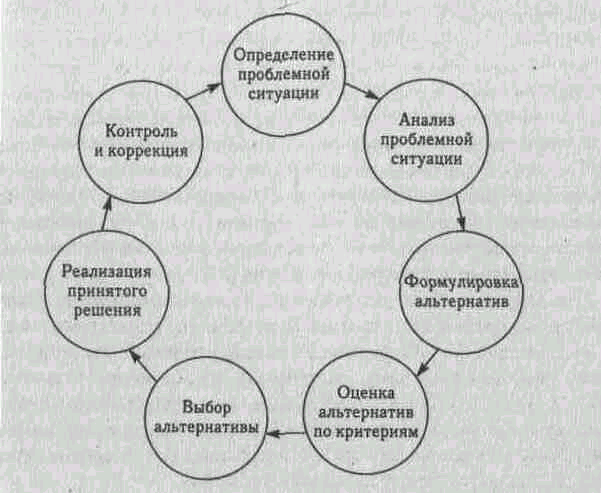 Определение
проблемной
ситуации
Анализ
проблемной
ситуации
Формулировка
альтернатив
Оценка
альтернатив
по критериям
Выбор
альтернативы
Реализация
принятого
решения
Контроль
и коррекция